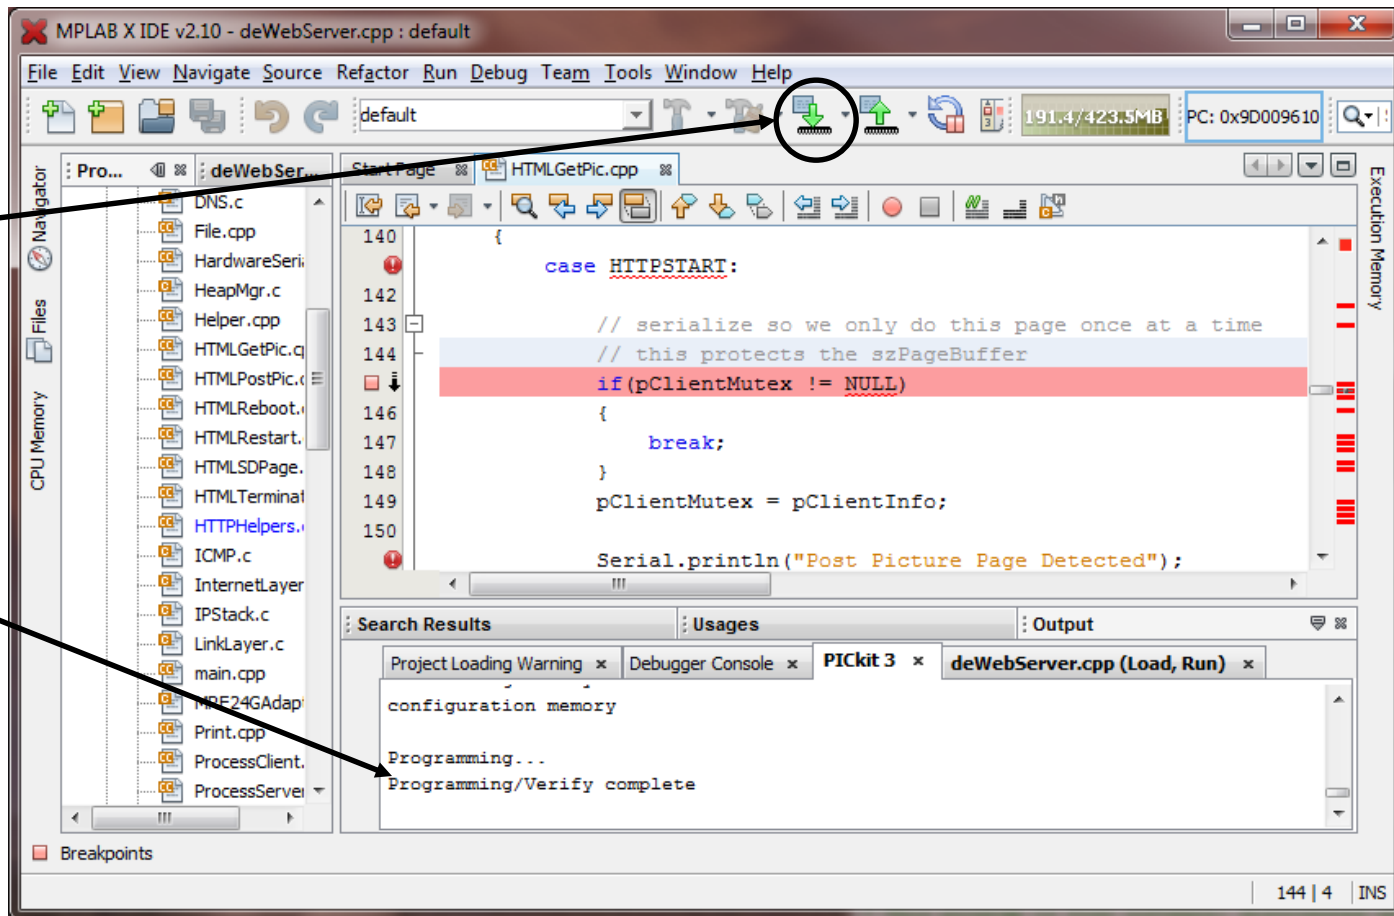 MPLAB X IDE v2.10 - deWebServer.cpp : default
File Edit View Navigate Source Refactor Run Debug Team Tools Window Help
default
191.4/423.5MB
PC: 0x9D009610
Navigator
Files
CPU Memory
Pro...
deWebSer...
DNS.c
File.cpp
HardwareSeri
HeapMgr.c
Helper.cpp
HTMLGetPic.c
HTMLPostPic.c
HTMLReboot.
HTMLRestart.
HTMLSDPage.
HTMLTerminat
HTTPHelpers.
ICMP.c
InternetLayer
IPStack.c
LinkLayer.c
main.cpp
MRF24GAdap
Print.cpp
ProcessClient.
ProcessServer
Start Page
HTMLGetPic.cpp
140 {
case HTTPSTART:
142
143 // serialize so we only do this page once at a time
144 // this protects the szPageBuffer
if(pClientMutex != NULL)
146 {
147 break;
148 }
149 pClientMutex = pClientInfo;
150
Serial.println("Post Picture Page Detected");
Execution Memory
Search Results
Usages
Output
Project Loading Warning
Debugger Console
PICkit 3
deWebServer.cpp (Load, Run)
configuration memory
Programming...
Programming/Verify complete
Breakpoints
144 | 4 INS